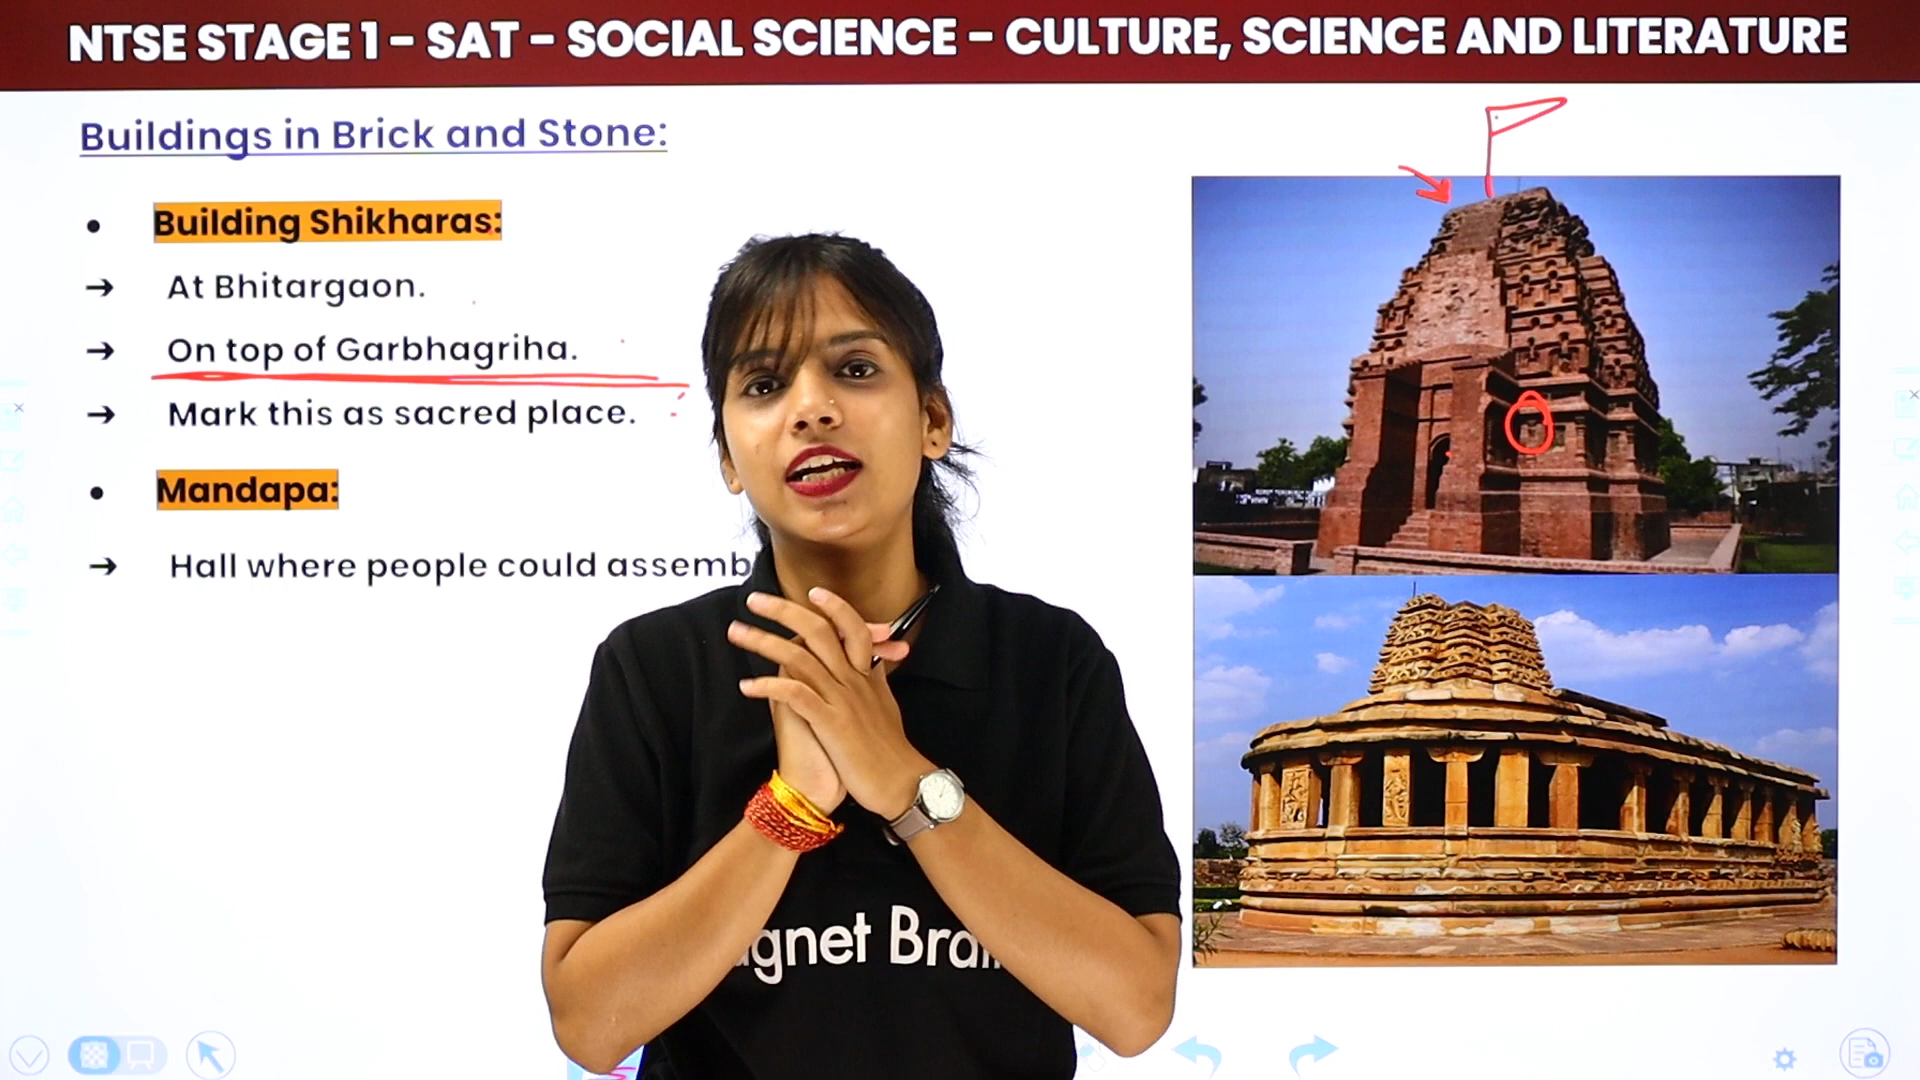 NTSE STAGE 1 - SAT - SOCIAL SCIENCE - CULTURE, SCIENCE AND LITERATURE
Buildings in Brick and Stone:
• Building Shikharas:
➔ At Bhitargaon.
➔ On top of Garbhagriha.
➔ Mark this as sacred place.
• Mandapa:
➔ Hall where people could assemb
gnet Bra